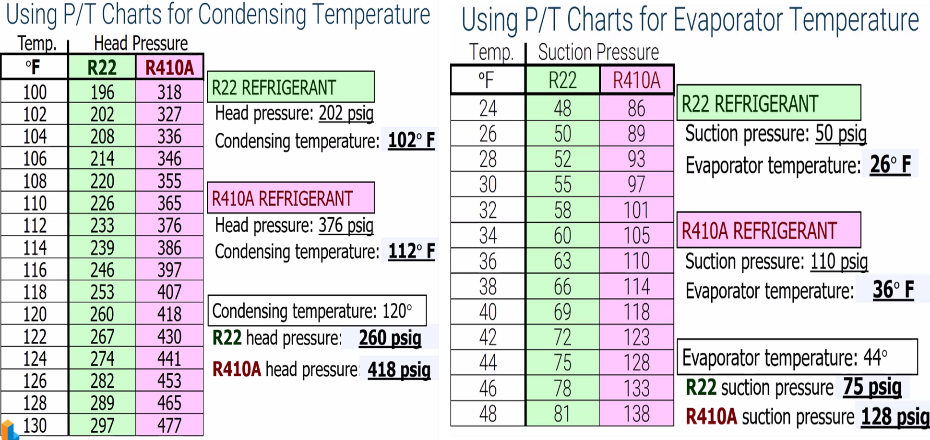 Using P/T Charts for Condensing Temperature
Temp. Head Pressure
°F R22 R410A
100 196 318
102 202 327
104 208 336
106 214 346
108 220 355
110 226 365
112 233 376
114 239 386
116 246 397
118 253 407
120 260 418
122 267 430
124 274 441
126 282 453
128 289 465
130 297 477
R22 REFRIGERANT
Head pressure: 202 psig
Condensing temperature: 102° F
R410A REFRIGERANT
Head pressure: 376 psig
Condensing temperature: 112° F
Condensing temperature: 120°
R22 head pressure: 260 psig
R410A head pressure 418 psig
Using P/T Charts for Evaporator Temperature
Temp. Suction Pressure
°F R22 R410A
24 48 86
26 50 89
28 52 93
30 55 97
32 58 101
34 60 105
36 63 110
38 66 114
40 69 118
42 72 123
44 75 128
46 78 133
48 81 138
R22 REFRIGERANT
Suction pressure: 50 psig
Evaporator temperature: 26° F
R410A REFRIGERANT
Suction pressure: 110 psig
Evaporator temperature: 36° F
Evaporator temperature: 44°
R22 suction pressure 75 psig
R410A suction pressure 128 psig